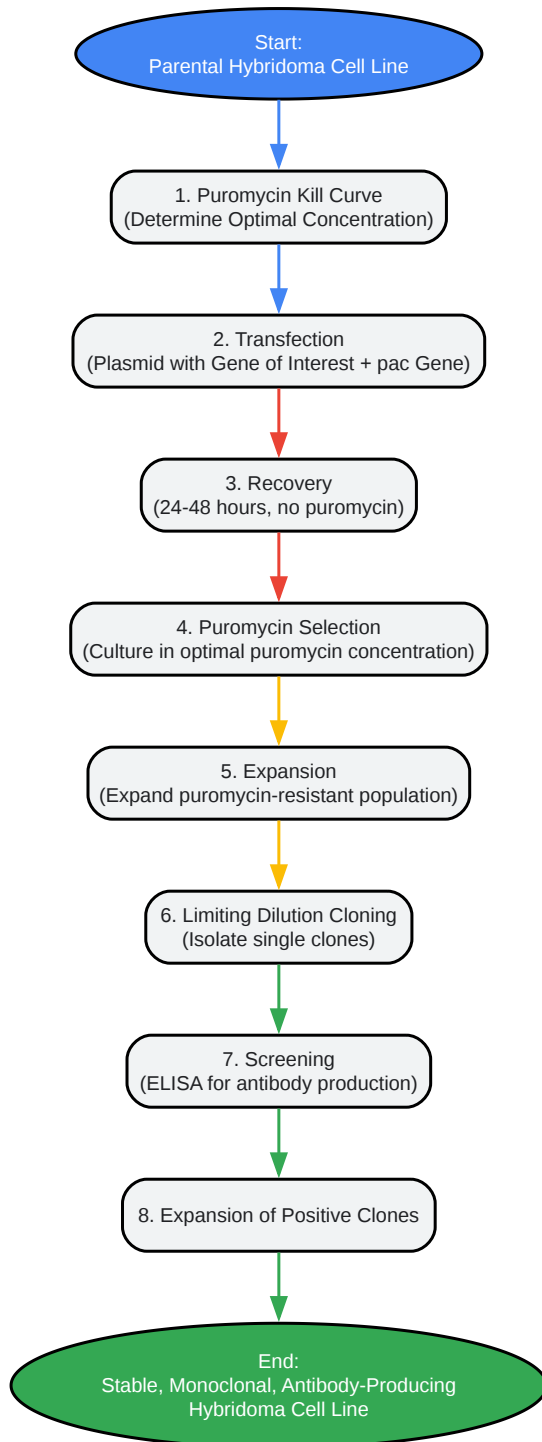 Start:
Parental Hybridoma Cell Line
1. Puromycin Kill Curve
(Determine Optimal Concentration)
2. Transfection
(Plasmid with Gene of Interest + pac Gene)
3. Recovery
(24-48 hours, no puromycin)
4. Puromycin Selection
(Culture in optimal puromycin concentration)
5. Expansion
(Expand puromycin-resistant population)
6. Limiting Dilution Cloning
(Isolate single clones)
7. Screening
(ELISA for antibody production)
8. Expansion of Positive Clones
End:
Stable, Monoclonal, Antibody-Producing
Hybridoma Cell Line